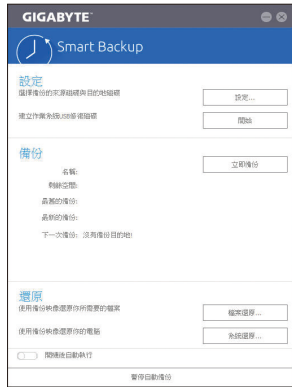 GIGABYTE
Smart Backup
設定
選擇備份的來源磁碟與目的地磁碟
設定...
建立作業系統USB修復磁碟
開始
備份
立即備份
名稱:
剩餘空間:
最舊的備份:
最新的備份:
下一次備份: 沒有備份目的地!
還原
使用備份映像還原你所需要的檔案
檔案還原...
使用備份映像還原你的電腦
系統還原...
開機後自動執行
暫停自動備份